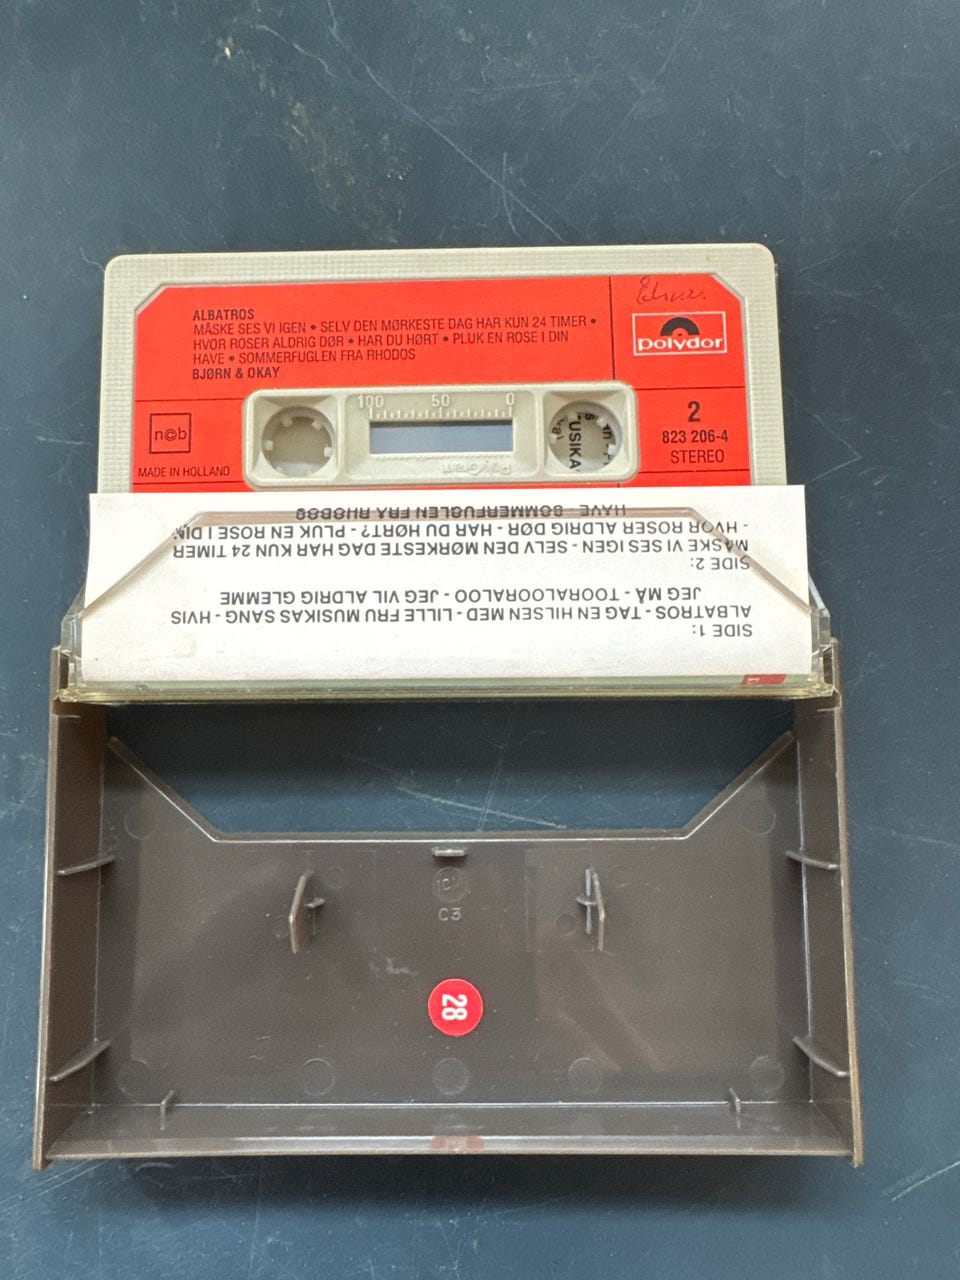 ALBATROS
MÅSKE SES VI IGEN • SELV DEN MØRKESTE DAG HAR KUN 24 TIMER •
HVOR ROSER ALDRIG DØR • HAR DU HØRT • PLUK EN ROSE I DIN
HAVE • SOMMERFUGLEN FRA RHODOS
BJØRN & OKAY
polydor
n©b
MADE IN HOLLAND
100 50 0
PolyGram
USIKA
2
823 206-4
STEREO
SIDE 1:
ALBATROS - TAG EN HILSEN MED - LILLE FRU MUSIKAS SANG - HVIS
JEG MÅ - TOORALOORALOO - JEG VIL ALDRIG GLEMME
SIDE 2:
MÅSKE VI SES IGEN - SELV DEN MØRKESTE DAG HAR KUN 24 TIMER
- HVOR ROSER ALDRIG DØR - HAR DU HØRT? - PLUK EN ROSE I DIN
HAVE - SOMMERFUGLEN FRA RHODOS
C3
28